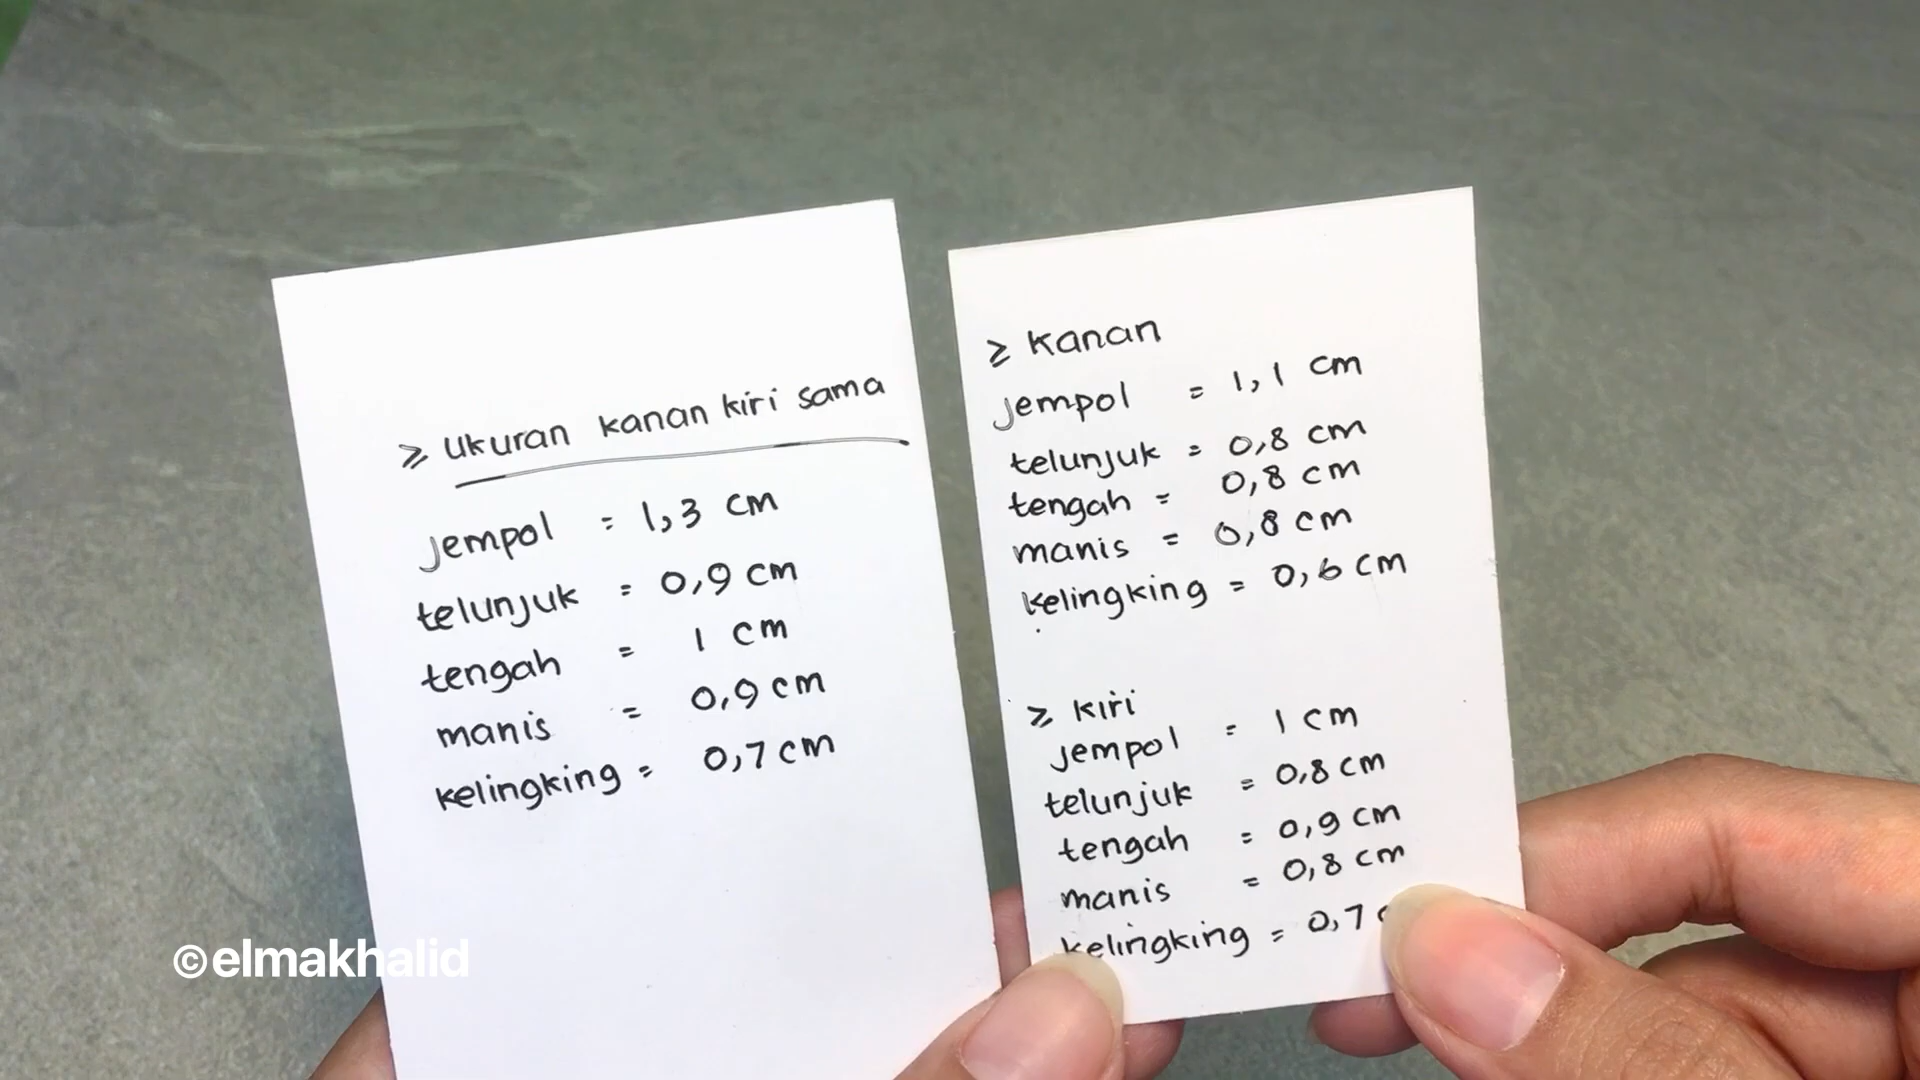 ≥ Ukuran kanan kiri sama
jempol = 1,3 cm
telunjuk = 0,9 cm
tengah = 1 cm
manis = 0,9 cm
kelingking = 0,7 cm
≥ Kanan
jempol = 1,1 cm
telunjuk = 0,8 cm
tengah = 0,8 cm
manis = 0,8 cm
kelingking = 0,6 cm
≥ Kiri
jempol = 1 cm
telunjuk = 0,8 cm
tengah = 0,9 cm
manis = 0,8 cm
kelingking = 0,7 c
©elmakhalid